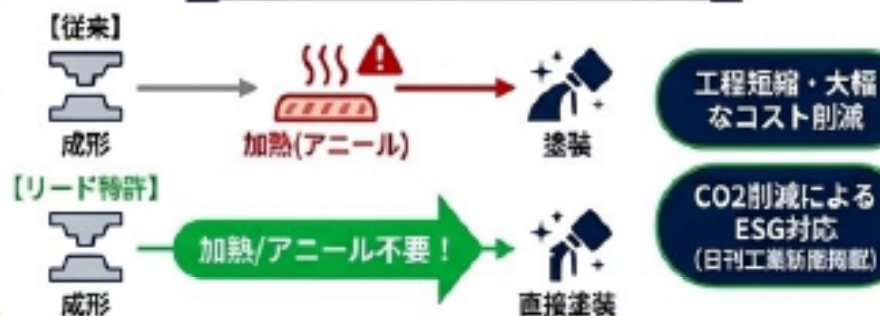 【従来】
成形
加熱(アニール)
塗装
工程短縮・大幅
なコスト削減
【リード特許】
成形
加熱/アニール不要！
直接塗装
CO2削減による
ESG対応
(日刊工業新聞掲載)